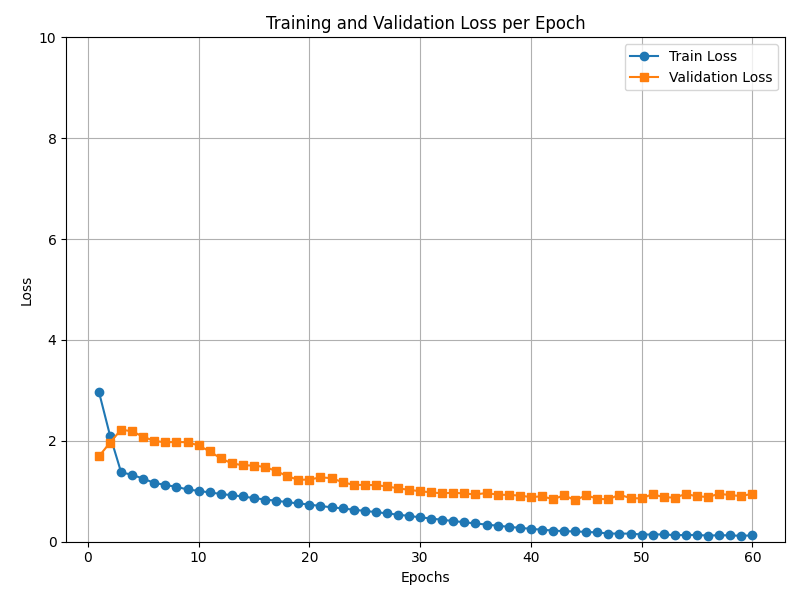 Training and Validation Loss per Epoch
10
8
6
4
2
0
Loss
Train Loss
Validation Loss
0 10 20 30 40 50 60
Epochs